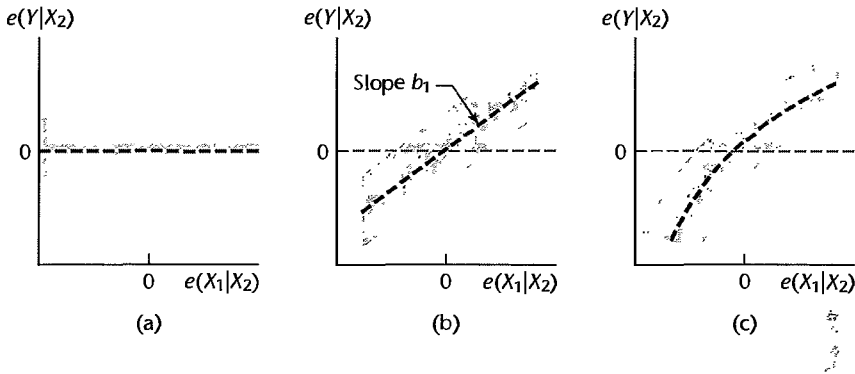 e(Y|X₂) e(Y|X₂) e(Y|X₂)
Slope b₁
0 0 0
0 e(X₁|X₂) 0 e(X₁|X₂) 0 e(X₁|X₂)
(a) (b) (c)